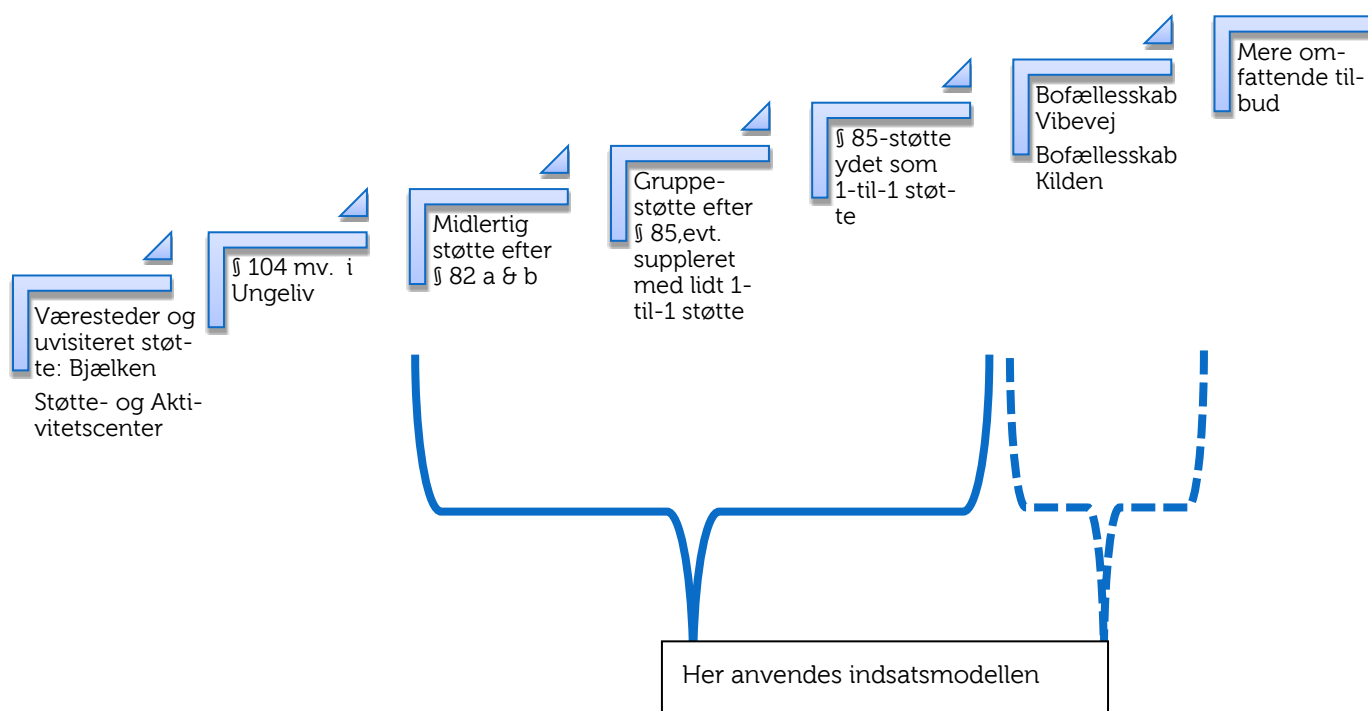 Væresteder og
uvisiteret støt-
te: Bjælken
Støtte- og Akti-
vitetscenter
§ 104 mv.  i
Ungeliv
Midlertig
støtte efter
§ 82 a & b
Gruppe-
støtte efter
§ 85,evt.
suppleret
med lidt 1-
til-1 støtte
§ 85-støtte
ydet som
1-til-1 støt-
te
Bofællesskab
Vibevej
Bofællesskab
Kilden
Mere om-
fattende til-
bud
Her anvendes indsatsmodellen